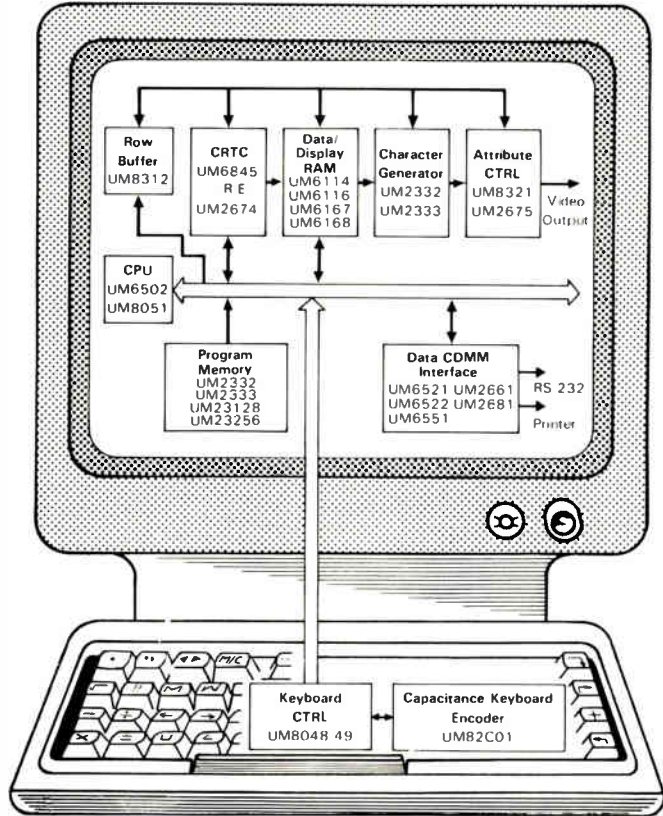 Row
Buffer
UM8312
CRTC
UM6845
R E
UM2674
Data/
Display
RAM
UM6114
UM6116
UM6167
UM6168
Character
Generator
UM2332
UM2333
Attribute
CTRL
UM8321
UM2675
Video
Output
CPU
UM6502
UM8051
Program
Memory
UM2332
UM2333
UM23128
UM23256
Data CDMM
Interface
UM6521 UM2661
UM6522 UM2681
UM6551
RS 232
Printer
M/C
M
Keyboard
CTRL
UM8048 49
Capacitance Keyboard
Encoder
UM82C01